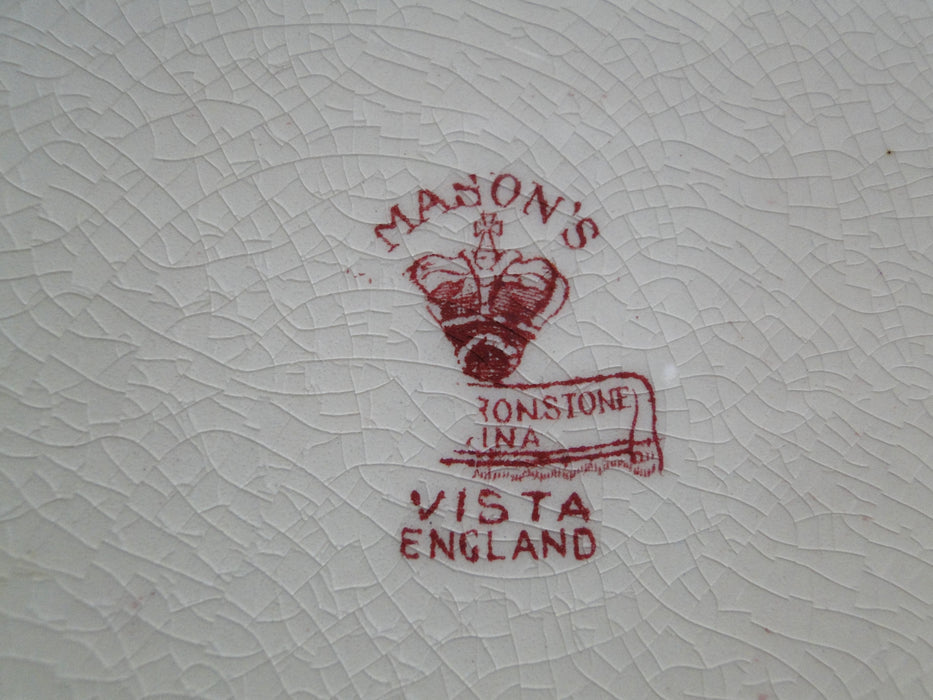 MASON'S
RONSTONE
INA
VISTA
ENGLAND